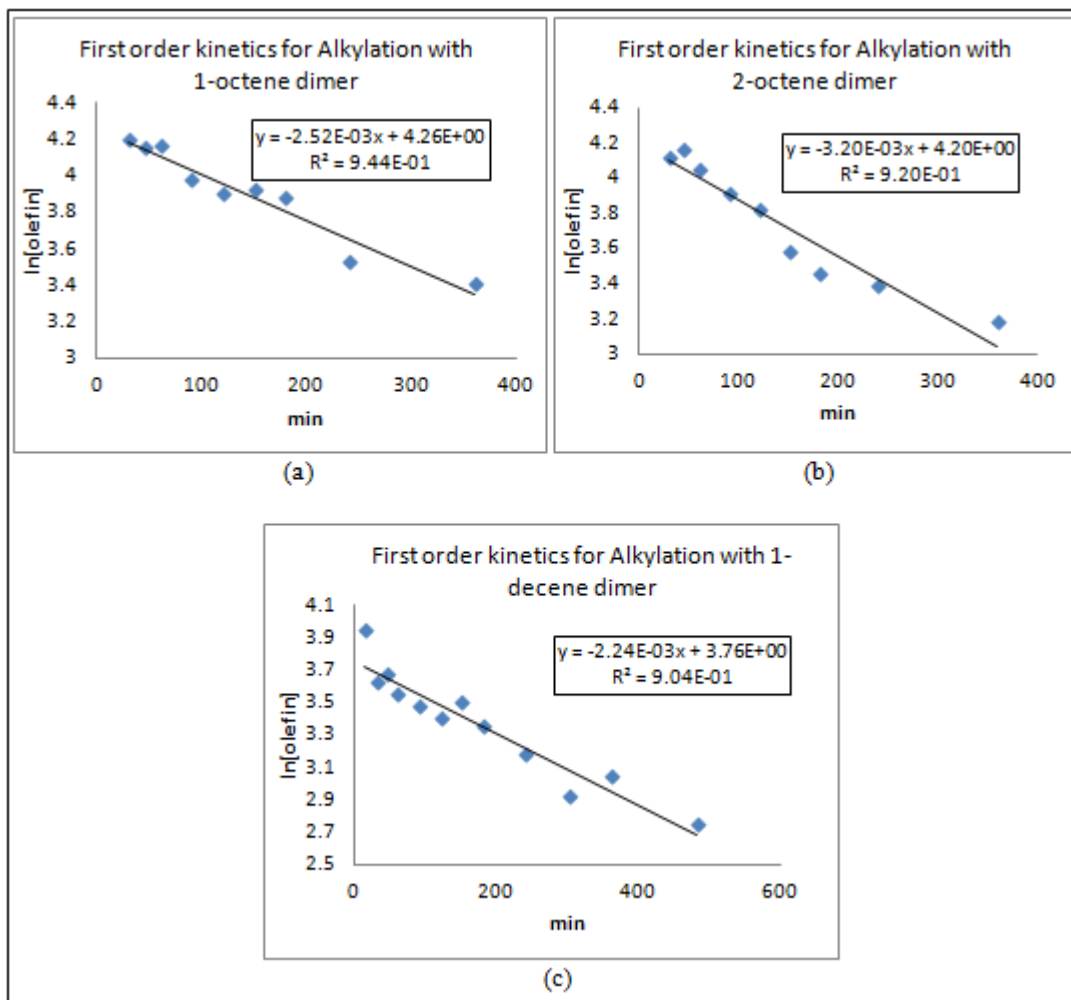 First order kinetics for Alkylation with
1-octene dimer
4.4
4.2
4
3.8
3.6
3.4
3.2
3
ln[olefin]
y = -2.52E-03x + 4.26E+00
R² = 9.44E-01
0
100
200
300
400
min
(a)
First order kinetics for Alkylation with
2-octene dimer
4.4
4.2
4
3.8
3.6
3.4
3.2
3
ln[olefin]
y = -3.20E-03x + 4.20E+00
R² = 9.20E-01
0
100
200
300
400
min
(b)
First order kinetics for Alkylation with 1-
decene dimer
4.1
3.9
3.7
3.5
3.3
3.1
2.9
2.7
2.5
ln[olefin]
y = -2.24E-03x + 3.76E+00
R² = 9.04E-01
0
200
400
600
min
(c)